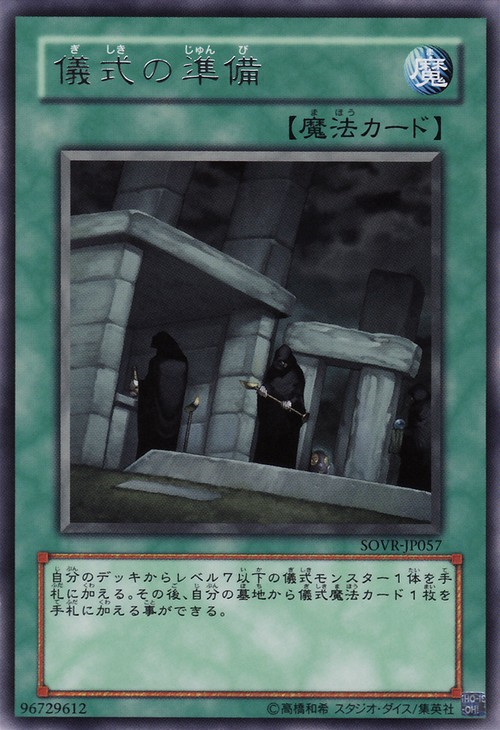 儀式の準備
魔
【魔法カード】
SOVR-JP057
自分のデッキからレベル7以下の儀式モンスター1体を手
札に加える。その後、自分の墓地から儀式魔法カード1枚を
手札に加える事ができる。
96729612
©高橋和希 スタジオ・ダイス/集英社